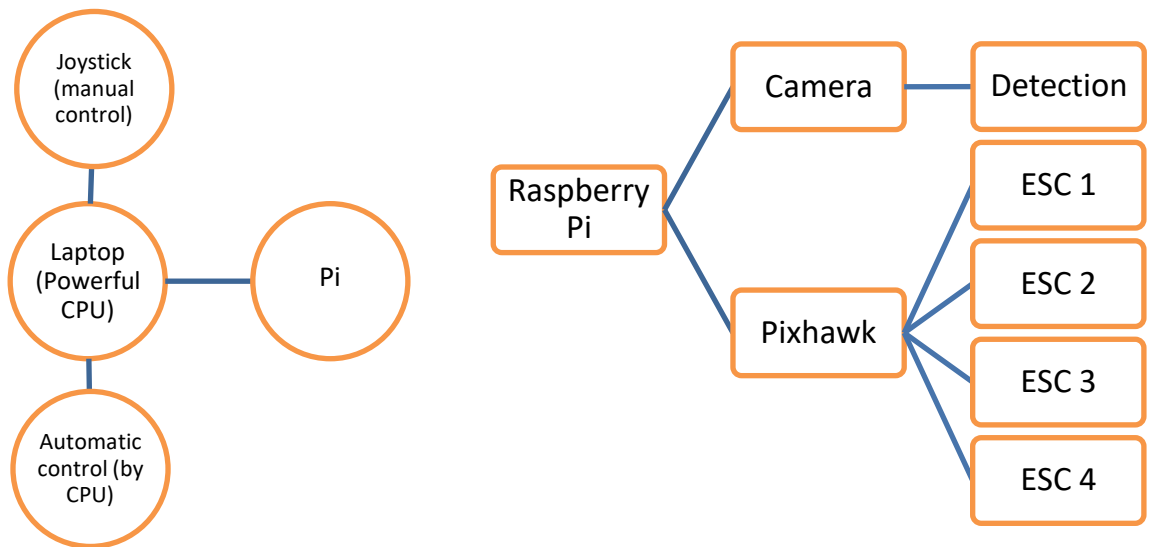 Joystick
(manual
control)
Laptop
(Powerful
CPU)
Pi
Automatic
control (by
CPU)
Raspberry
Pi
Camera
Detection
Pixhawk
ESC 1
ESC 2
ESC 3
ESC 4